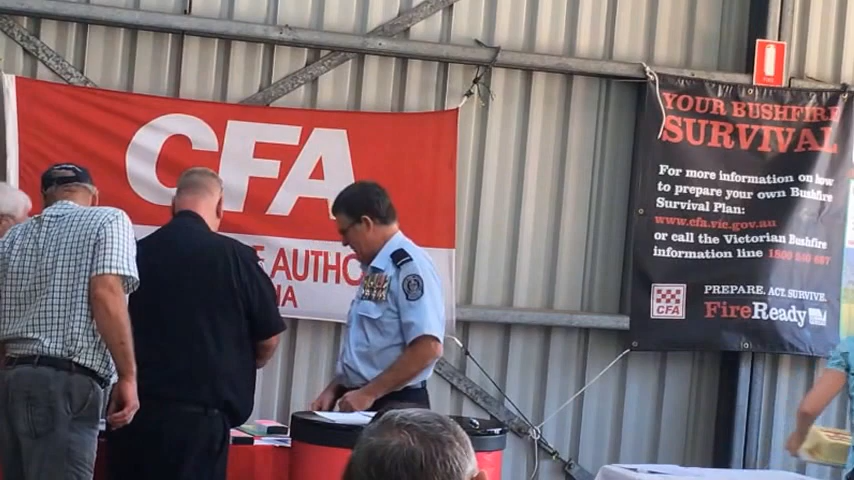 CFA
AUTHO
IA
YOUR BUSHFIRE
SURVIVAL
For more information on how
to prepare your own Bushfire
Survival Plan:
www.cfa.vic.gov.au
or call the Victorian Bushfire
information line 1800 240 667
CFA
PREPARE. ACT. SURVIVE.
FireReady